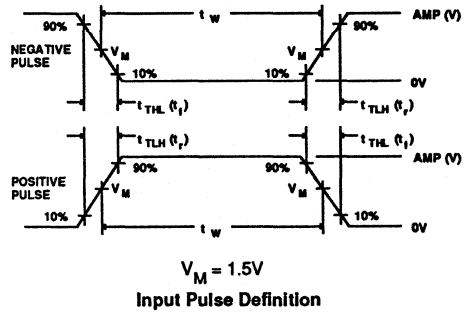 t W AMP (V)
90% 90%
NEGATIVE
PULSE
V M V M
10% 10%
0V
t THL (t f) t TLH (t r)
t TLH (t r) t THL (t f)
AMP (V)
90% 90%
POSITIVE
PULSE
V M V M
10% 10%
t W 0V
V M = 1.5V
Input Pulse Definition